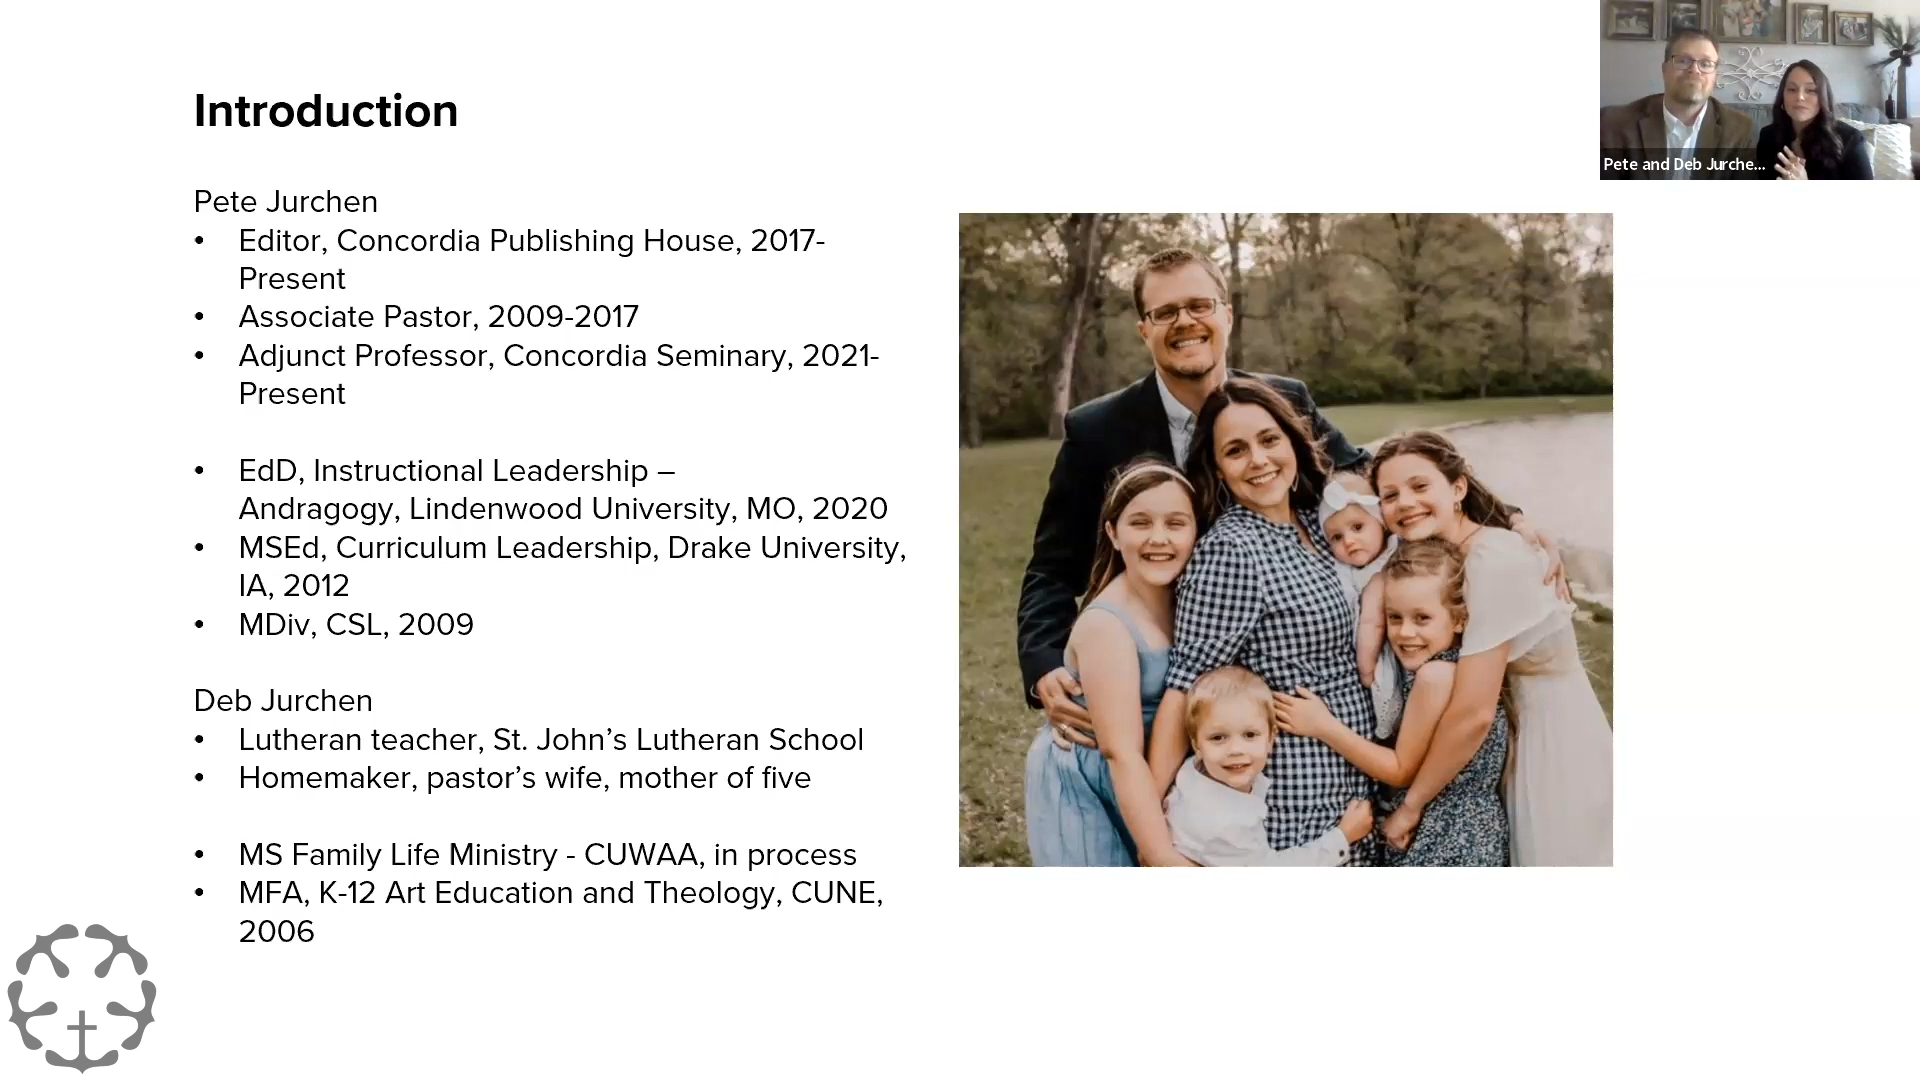 Introduction
Pete Jurchen
• Editor, Concordia Publishing House, 2017-
Present
• Associate Pastor, 2009-2017
• Adjunct Professor, Concordia Seminary, 2021-
Present
• EdD, Instructional Leadership –
Andragogy, Lindenwood University, MO, 2020
• MSEd, Curriculum Leadership, Drake University,
IA, 2012
• MDiv, CSL, 2009
Deb Jurchen
• Lutheran teacher, St. John’s Lutheran School
• Homemaker, pastor’s wife, mother of five
• MS Family Life Ministry - CUWAA, in process
• MFA, K-12 Art Education and Theology, CUNE,
2006
Pete and Deb Jurche...